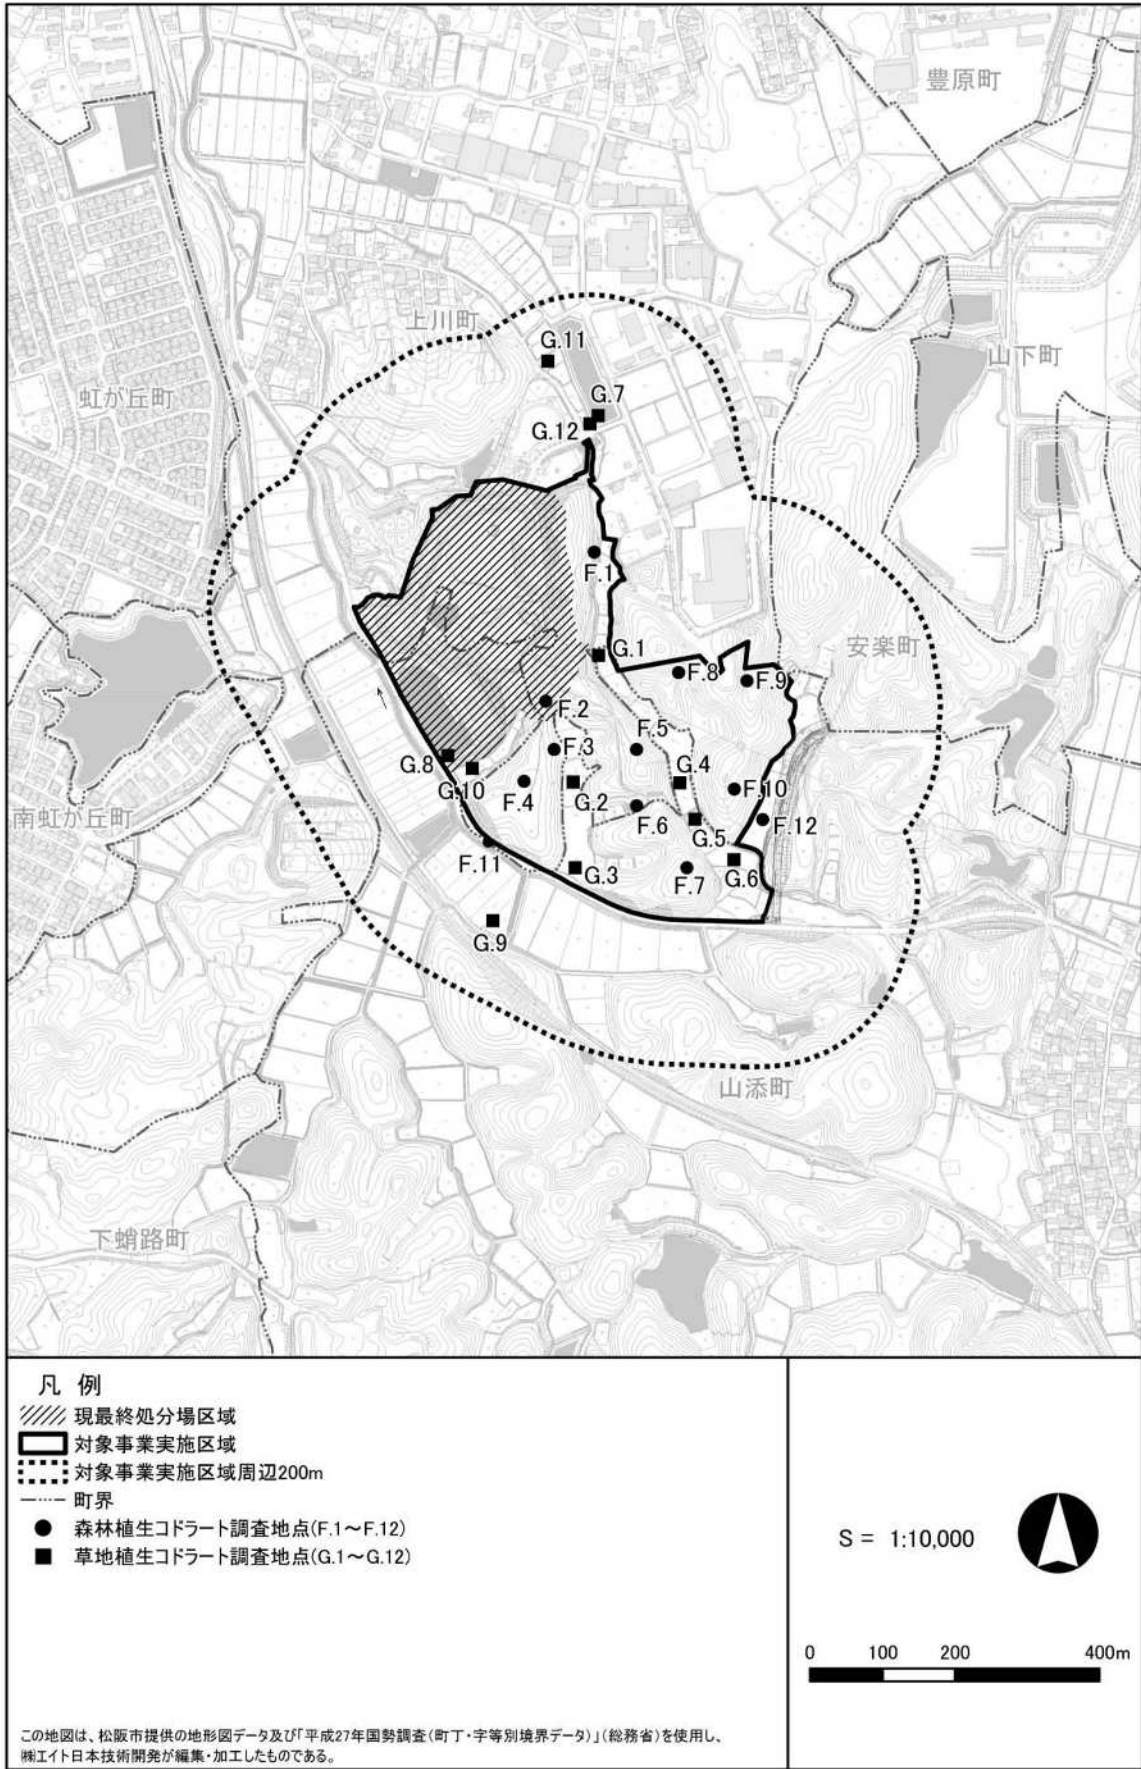 豊原町
上川町
G.11
山下町
虹が丘町
G.7
G.12
F.1
安楽町
G.1
F.8
F.9
F.2
F.5
F.3
G.8
G.4
G.10
F.4
G.2
F.10
南虹が丘町
F.6
G.5
F.12
F.11
G.3
F.7
G.6
G.9
山添町
下蛸路町
凡 例
現最終処分場区域
対象事業実施区域
対象事業実施区域周辺200m
町界
森林植生コドラート調査地点(F.1～F.12)
草地植生コドラート調査地点(G.1～G.12)
S = 1:10,000
0 100 200 400m
この地図は、松阪市提供の地形図データ及び「平成27年国勢調査(町丁・字等別境界データ)」(総務省)を使用し、
㈱エイト日本技術開発が編集・加工したものである。